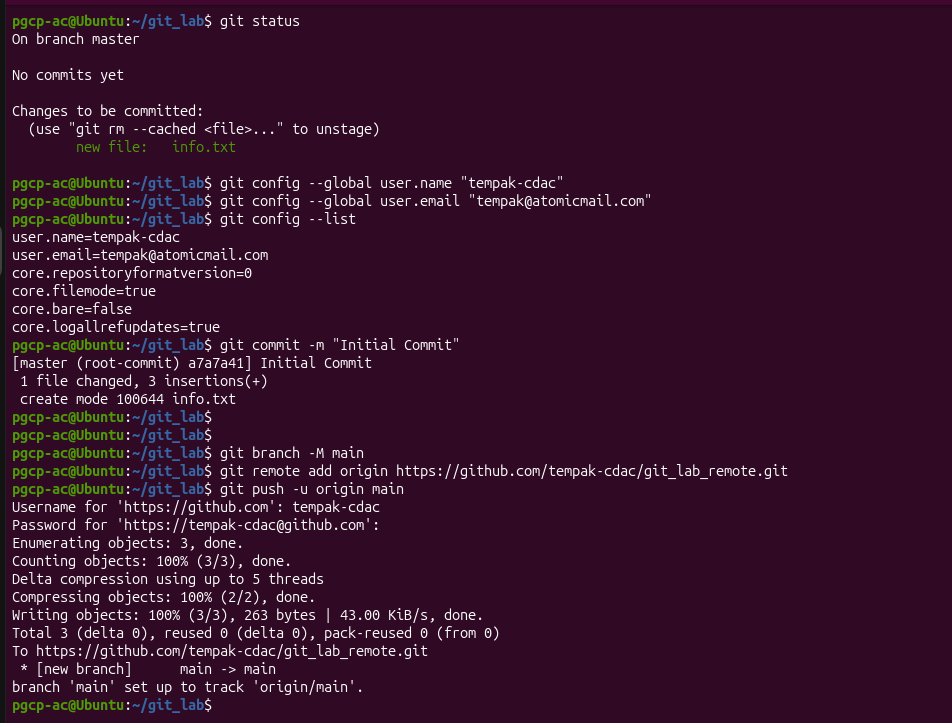 pgcp-ac@Ubuntu:~/git_lab$ git status
On branch master

No commits yet

Changes to be committed:
  (use "git rm --cached <file>..." to unstage)
        new file:   info.txt

pgcp-ac@Ubuntu:~/git_lab$ git config --global user.name "tempak-cdac"
pgcp-ac@Ubuntu:~/git_lab$ git config --global user.email "tempak@atomicmail.com"
pgcp-ac@Ubuntu:~/git_lab$ git config --list
user.name=tempak-cdac
user.email=tempak@atomicmail.com
core.repositoryformatversion=0
core.filemode=true
core.bare=false
core.logallrefupdates=true
pgcp-ac@Ubuntu:~/git_lab$ git commit -m "Initial Commit"
[master (root-commit) a7a7a41] Initial Commit
 1 file changed, 3 insertions(+)
 create mode 100644 info.txt
pgcp-ac@Ubuntu:~/git_lab$
pgcp-ac@Ubuntu:~/git_lab$
pgcp-ac@Ubuntu:~/git_lab$ git branch -M main
pgcp-ac@Ubuntu:~/git_lab$ git remote add origin https://github.com/tempak-cdac/git_lab_remote.git
pgcp-ac@Ubuntu:~/git_lab$ git push -u origin main
Username for 'https://github.com': tempak-cdac
Password for 'https://tempak-cdac@github.com':
Enumerating objects: 3, done.
Counting objects: 100% (3/3), done.
Delta compression using up to 5 threads
Compressing objects: 100% (2/2), done.
Writing objects: 100% (3/3), 263 bytes | 43.00 KiB/s, done.
Total 3 (delta 0), reused 0 (delta 0), pack-reused 0 (from 0)
To https://github.com/tempak-cdac/git_lab_remote.git
 * [new branch]      main -> main
branch 'main' set up to track 'origin/main'.
pgcp-ac@Ubuntu:~/git_lab$